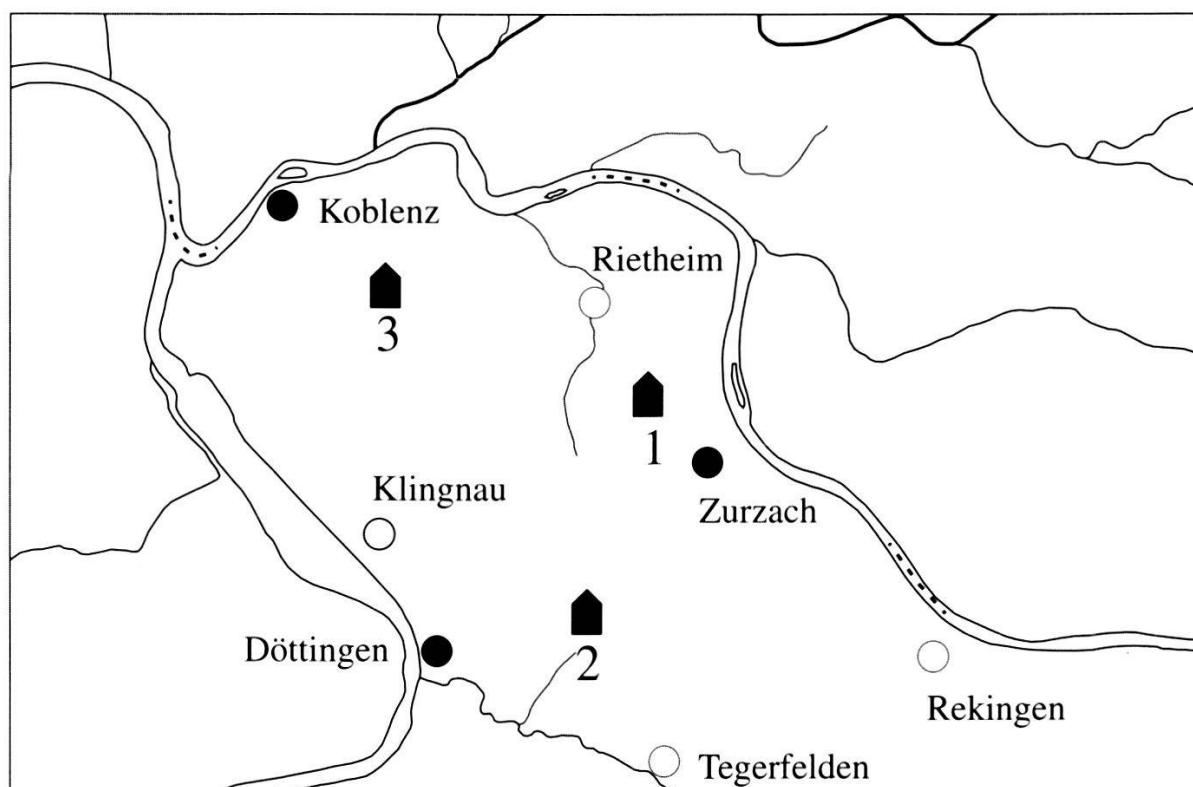 Koblenz
Rietheim
3
1
Klingnau
Zurzach
Döttingen
2
Rekingen
Tegerfelden